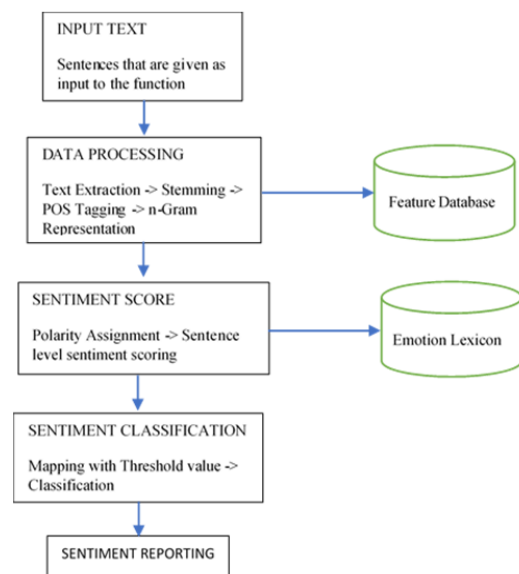 INPUT TEXT
Sentences that are given as
input to the function
DATA PROCESSING
Text Extraction -> Stemming ->
POS Tagging -> n-Gram
Representation
Feature Database
SENTIMENT SCORE
Polarity Assignment -> Sentence
level sentiment scoring
Emotion Lexicon
SENTIMENT CLASSIFICATION
Mapping with Threshold value ->
Classification
SENTIMENT REPORTING